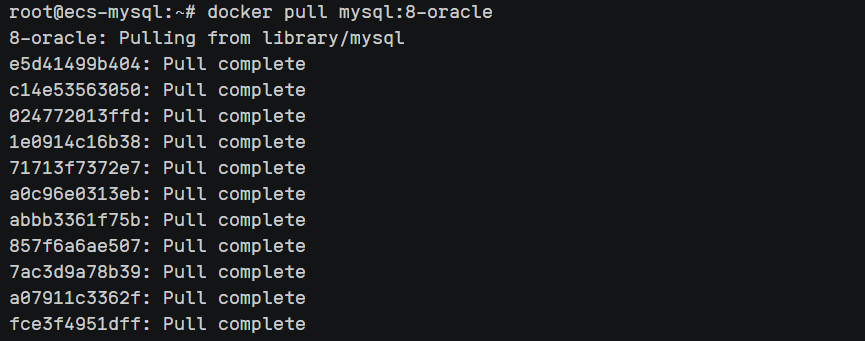 root@ecs-mysql:~# docker pull mysql:8-oracle
8-oracle: Pulling from library/mysql
e5d41499b404: Pull complete
c14e53563050: Pull complete
024772013ffd: Pull complete
1e0914c16b38: Pull complete
71713f7372e7: Pull complete
a0c96e0313eb: Pull complete
abbb3361f75b: Pull complete
857f6a6ae507: Pull complete
7ac3d9a78b39: Pull complete
a07911c3362f: Pull complete
fce3f4951dff: Pull complete